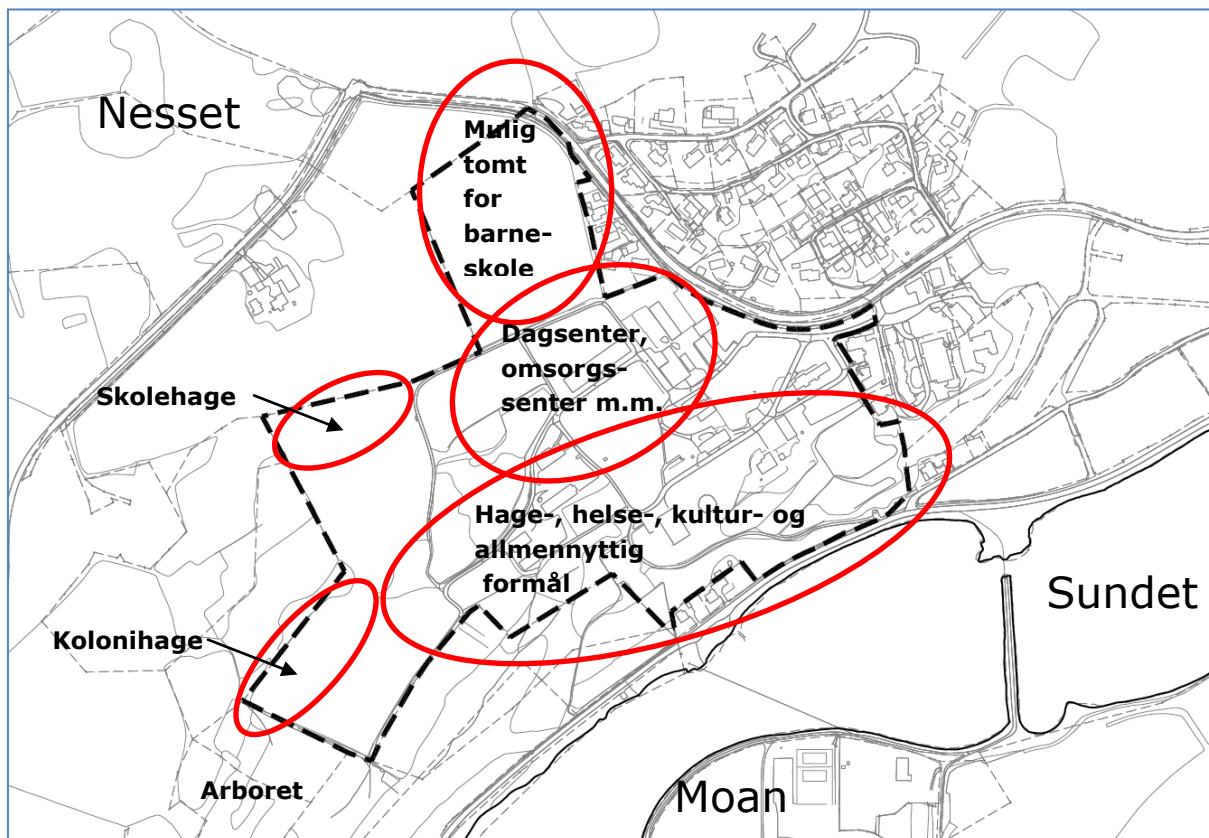 Nesset
Mulig
tomt
for
barne-
skole
Dagsenter,
omsorgs-
senter m.m.
Skolehage
Hage-, helse-, kultur- og
allmennyttig
formål
Sundet
Kolonihage
Arboret
Moan